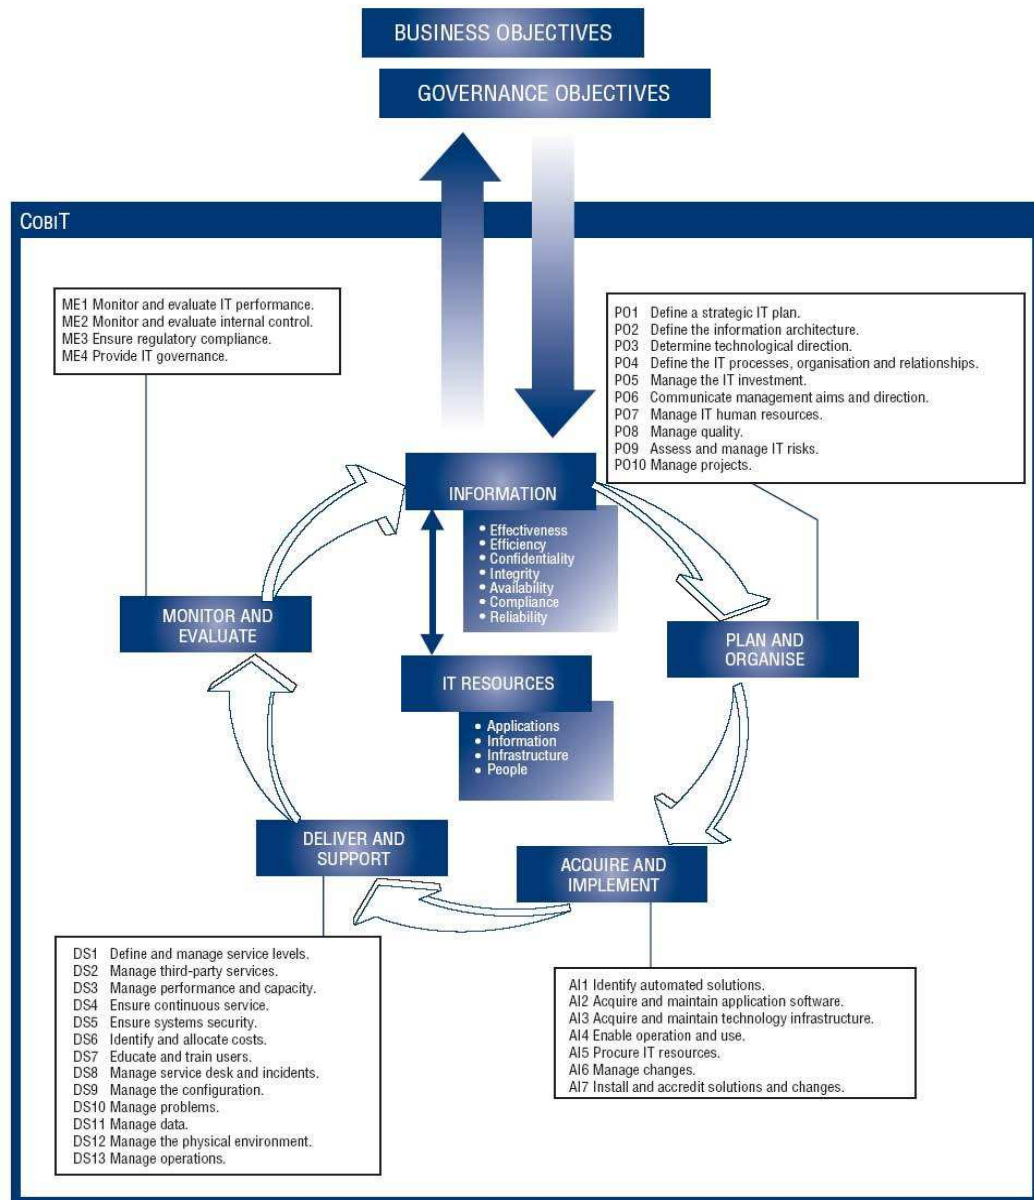 BUSINESS OBJECTIVES
GOVERNANCE OBJECTIVES
COBIT
ME1 Monitor and evaluate IT performance.
ME2 Monitor and evaluate internal control.
ME3 Ensure regulatory compliance.
ME4 Provide IT governance.
PO1 Define a strategic IT plan.
PO2 Define the information architecture.
PO3 Determine technological direction.
PO4 Define the IT processes, organisation and relationships.
PO5 Manage the IT investment.
PO6 Communicate management aims and direction.
PO7 Manage IT human resources.
PO8 Manage quality.
PO9 Assess and manage IT risks.
PO10 Manage projects.
INFORMATION
• Effectiveness
• Efficiency
• Confidentiality
• Integrity
• Availability
• Compliance
• Reliability
MONITOR AND
EVALUATE
PLAN AND
ORGANISE
IT RESOURCES
• Applications
• Information
• Infrastructure
• People
DELIVER AND
SUPPORT
ACQUIRE AND
IMPLEMENT
DS1 Define and manage service levels.
DS2 Manage third-party services.
DS3 Manage performance and capacity.
DS4 Ensure continuous service.
DS5 Ensure systems security.
DS6 Identify and allocate costs.
DS7 Educate and train users.
DS8 Manage service desk and incidents.
DS9 Manage the configuration.
DS10 Manage problems.
DS11 Manage data.
DS12 Manage the physical environment.
DS13 Manage operations.
AI1 Identify automated solutions.
AI2 Acquire and maintain application software.
AI3 Acquire and maintain technology infrastructure.
AI4 Enable operation and use.
AI5 Procure IT resources.
AI6 Manage changes.
AI7 Install and accredit solutions and changes.